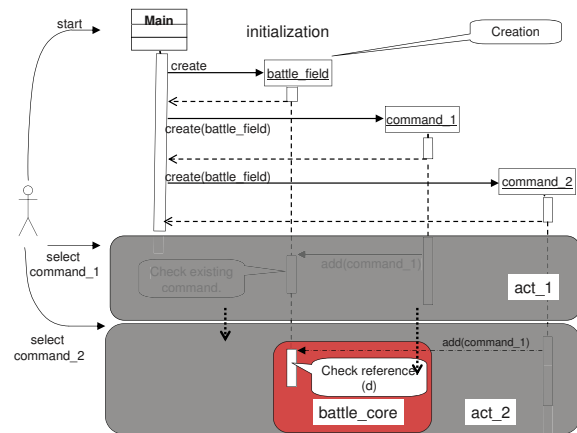 start
Main
initialization
Creation
create
battle_field
create(battle_field)
command_1
create(battle_field)
command_2
select
command_1
Check existing
command.
add(command_1)
act_1
select
command_2
add(command_1)
Check reference
(d)
battle_core
act_2